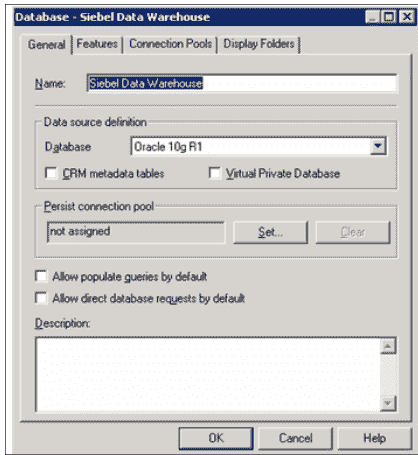 Database - Siebel Data Warehouse
General Features Connection Pools Display Folders
Name: Siebel Data Warehouse
Data source definition
Database Oracle 10g R1
CRM metadata tables Virtual Private Database
Persist connection pool
not assigned Set... Clear
Allow populate queries by default
Allow direct database requests by default
Description:
OK Cancel Help